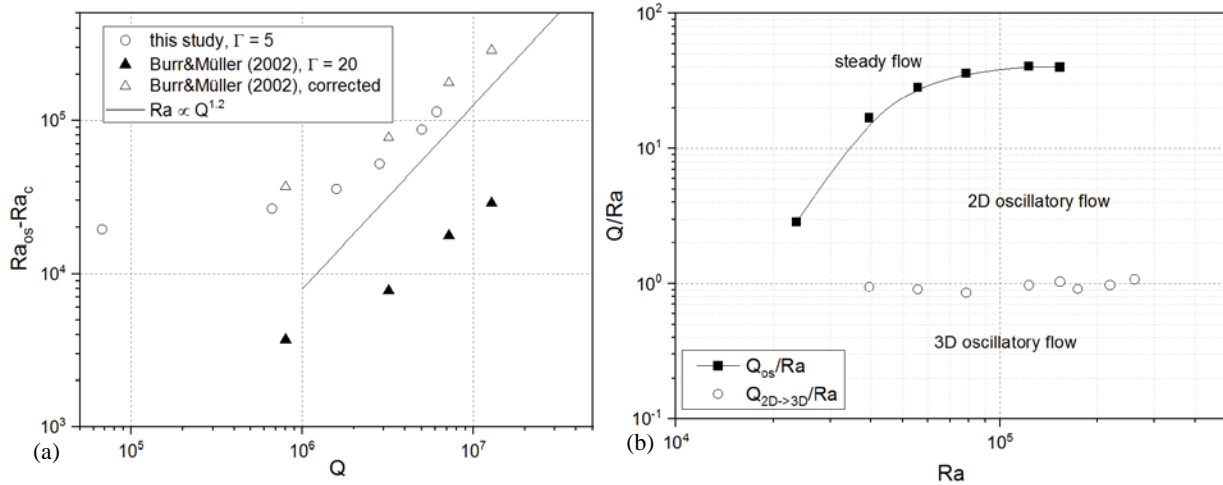 ○ this study, Γ = 5
▲ Burr&Müller (2002), Γ = 20
△ Burr&Müller (2002), corrected
Ra ∝ Q^1.2
Ra_os-Ra_c
10^5
10^4
10^3
10^5
10^6
10^7
Q
(a)
steady flow
2D oscillatory flow
3D oscillatory flow
Q_os/Ra
Q_2D->3D/Ra
Q/Ra
10^2
10^1
10^0
10^-1
10^4
10^5
Ra
(b)